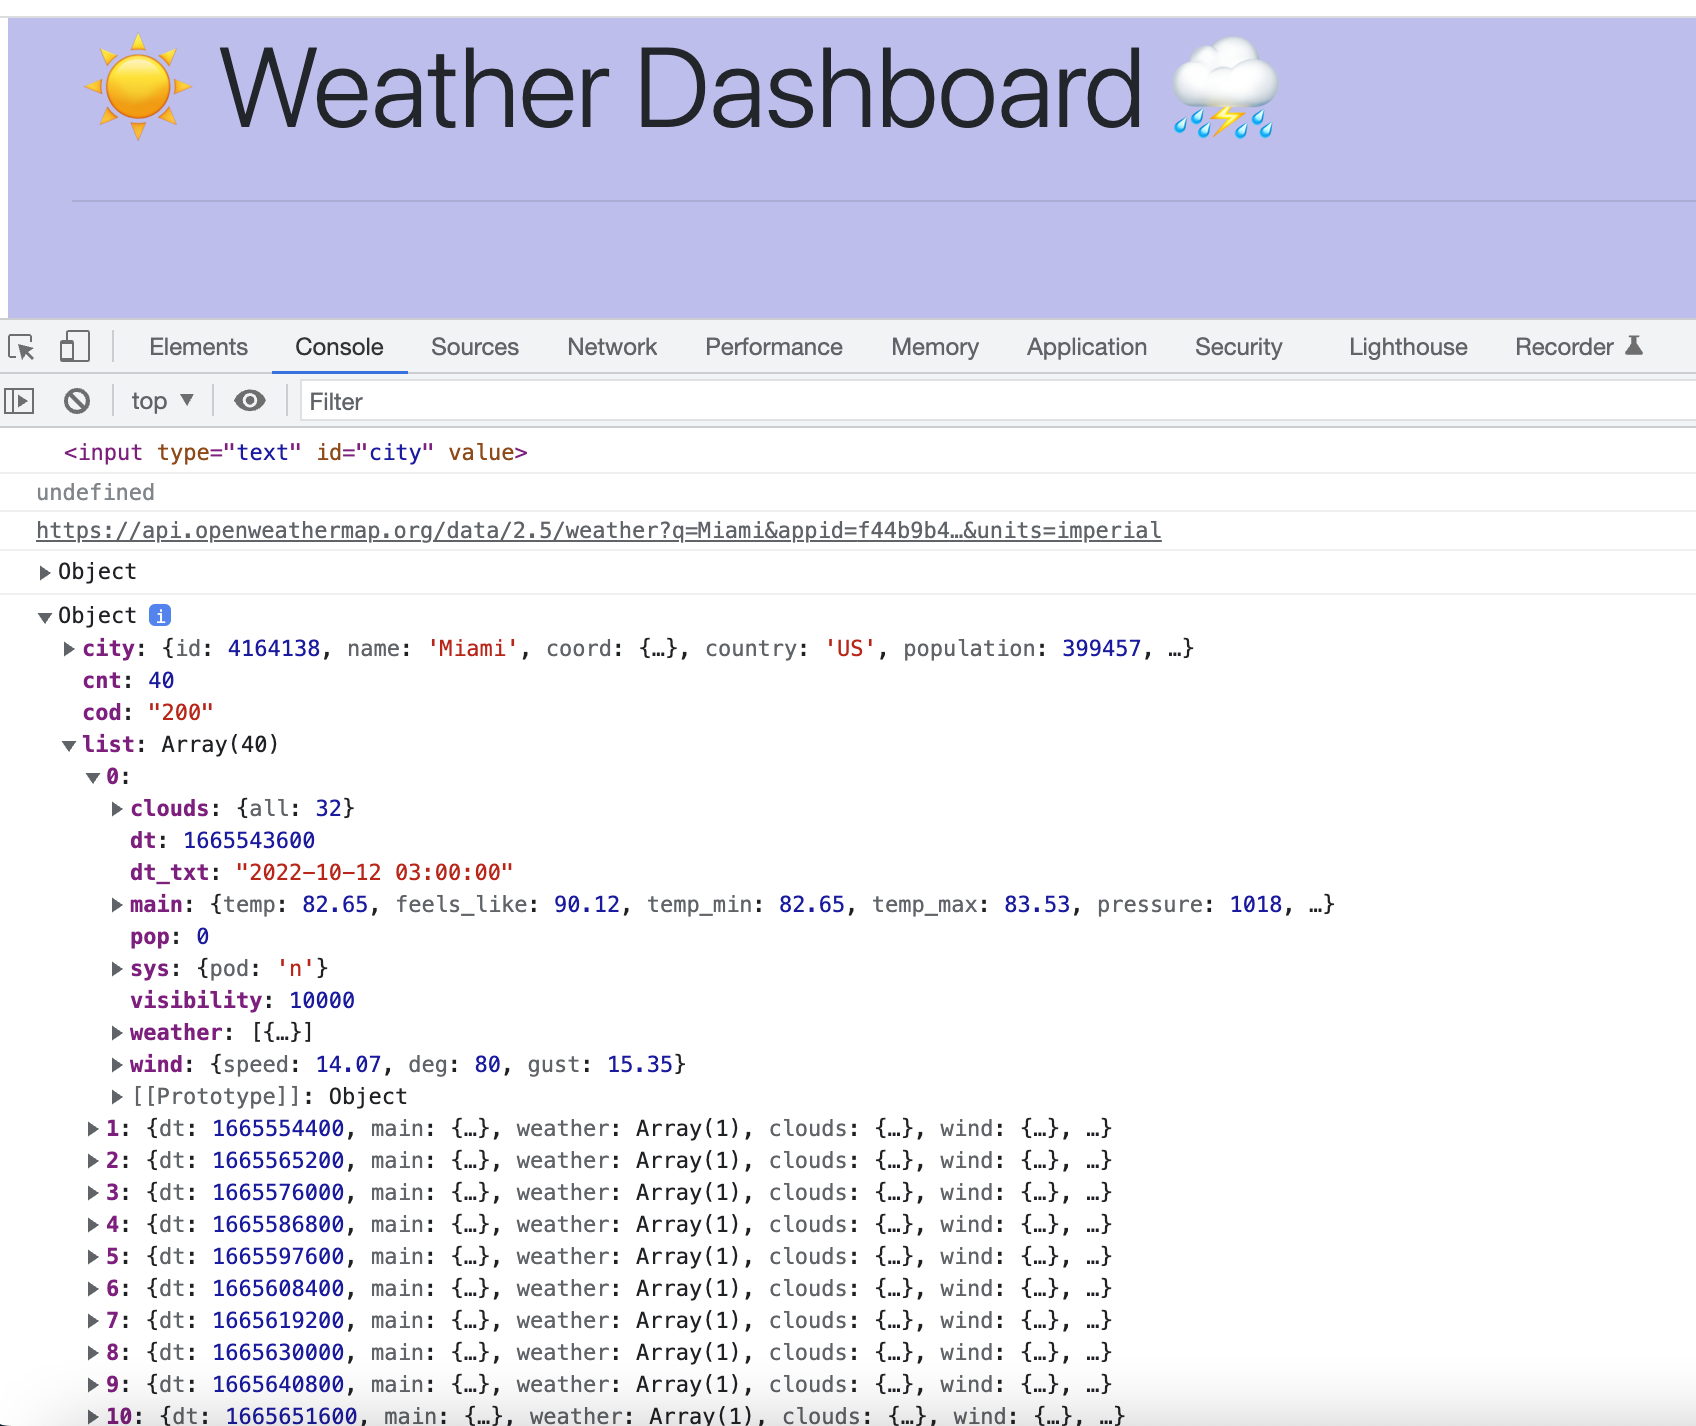 ☀️ Weather Dashboard ⛈️
Elements Console Sources Network Performance Memory Application Security Lighthouse Recorder
top ▼ Filter
<input type="text" id="city" value>
undefined
https://api.openweathermap.org/data/2.5/weather?q=Miami&appid=f44b9b4…&units=imperial
▶ Object
▼ Object i
▶ city: {id: 4164138, name: 'Miami', coord: {…}, country: 'US', population: 399457, …}
cnt: 40
cod: "200"
▼ list: Array(40)
▼ 0:
▶ clouds: {all: 32}
dt: 1665543600
dt_txt: "2022-10-12 03:00:00"
▶ main: {temp: 82.65, feels_like: 90.12, temp_min: 82.65, temp_max: 83.53, pressure: 1018, …}
pop: 0
▶ sys: {pod: 'n'}
visibility: 10000
▶ weather: [{…}]
▶ wind: {speed: 14.07, deg: 80, gust: 15.35}
▶ [[Prototype]]: Object
▶ 1: {dt: 1665554400, main: {…}, weather: Array(1), clouds: {…}, wind: {…}, …}
▶ 2: {dt: 1665565200, main: {…}, weather: Array(1), clouds: {…}, wind: {…}, …}
▶ 3: {dt: 1665576000, main: {…}, weather: Array(1), clouds: {…}, wind: {…}, …}
▶ 4: {dt: 1665586800, main: {…}, weather: Array(1), clouds: {…}, wind: {…}, …}
▶ 5: {dt: 1665597600, main: {…}, weather: Array(1), clouds: {…}, wind: {…}, …}
▶ 6: {dt: 1665608400, main: {…}, weather: Array(1), clouds: {…}, wind: {…}, …}
▶ 7: {dt: 1665619200, main: {…}, weather: Array(1), clouds: {…}, wind: {…}, …}
▶ 8: {dt: 1665630000, main: {…}, weather: Array(1), clouds: {…}, wind: {…}, …}
▶ 9: {dt: 1665640800, main: {…}, weather: Array(1), clouds: {…}, wind: {…}, …}
▶ 10: {dt: 1665651600, main: {…}, weather: Array(1), clouds: {…}, wind: {…}, …}